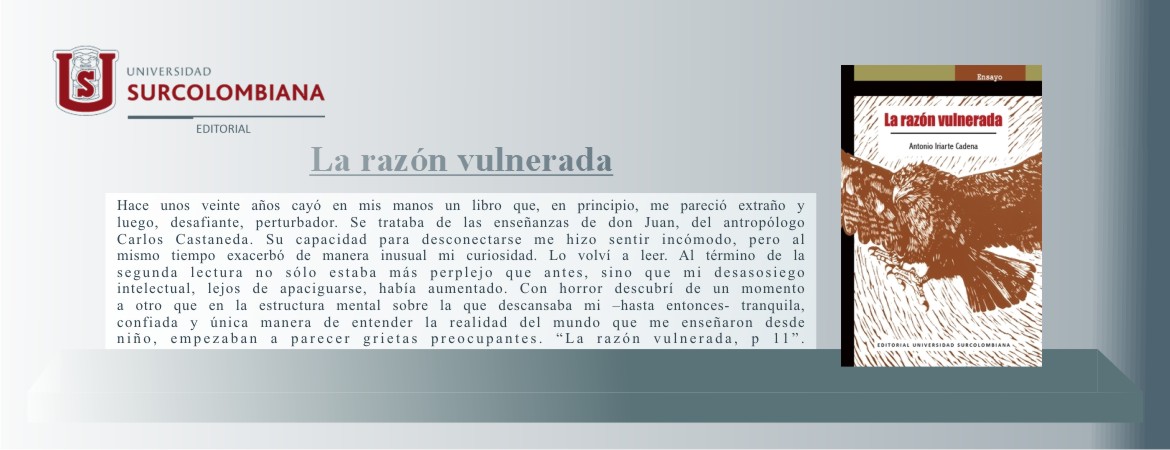 UNIVERSIDAD
SURCOLOMBIANA
EDITORIAL
La razón vulnerada
Hace unos veinte años cayó en mis manos un libro que, en principio, me pareció extraño y
luego, desafiante, perturbador. Se trataba de las enseñanzas de don Juan, del antropólogo
Carlos Castaneda. Su capacidad para desconectarse me hizo sentir incómodo, pero al
mismo tiempo exacerbó de manera inusual mi curiosidad. Lo volví a leer. Al término de la
segunda lectura no sólo estaba más perplejo que antes, sino que mi desasosiego
intelectual, lejos de apaciguarse, había aumentado. Con horror descubrí de un momento
a otro que en la estructura mental sobre la que descansaba mi –hasta entonces- tranquila,
confiada y única manera de entender la realidad del mundo que me enseñaron desde
niño, empezaban a parecer grietas preocupantes. “La razón vulnerada, p 11”.
Ensayo
La razón vulnerada
Antonio Iriarte Cadena
EDITORIAL UNIVERSIDAD SURCOLOMBIANA